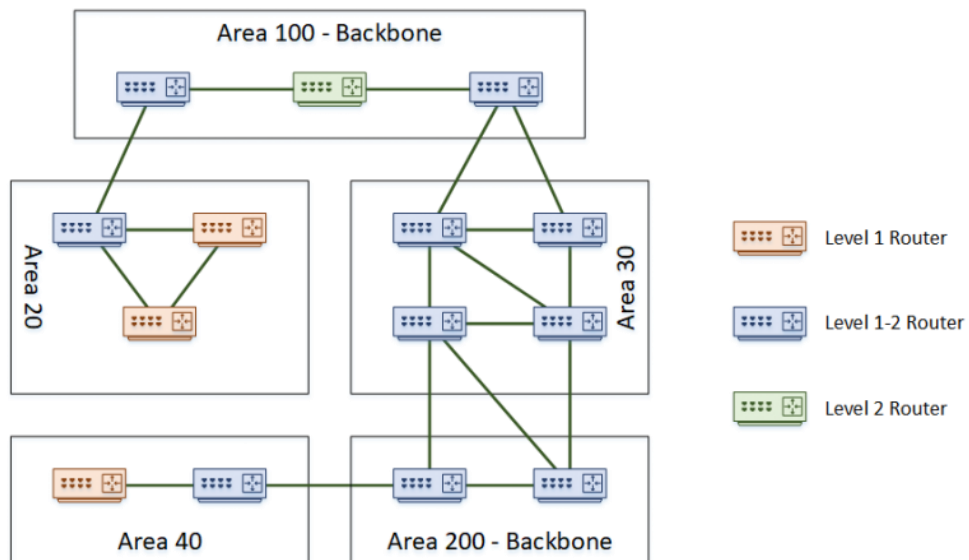 Area 100 - Backbone
Area 20
Area 30
Level 1 Router
Level 1-2 Router
Level 2 Router
Area 40
Area 200 - Backbone